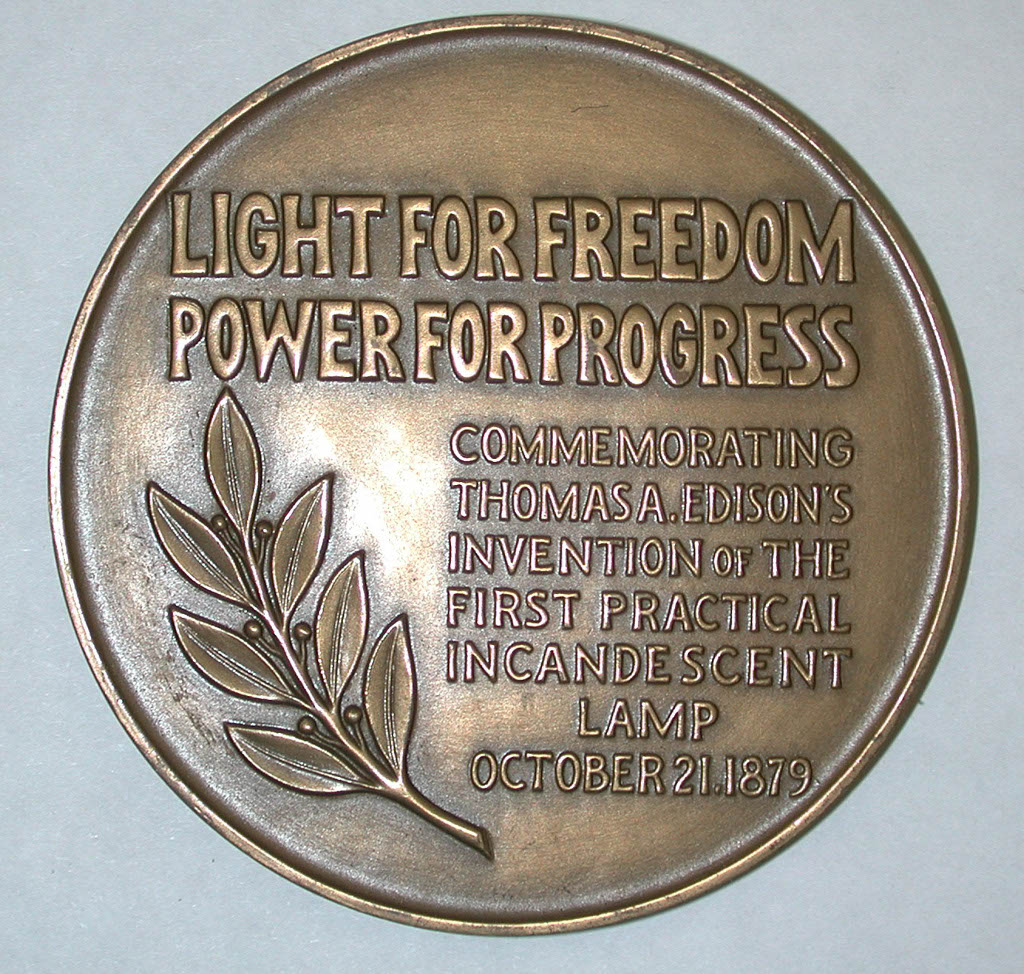 LIGHT FOR FREEDOM
POWER FOR PROGRESS
COMMEMORATING
THOMAS A. EDISON'S
INVENTION OF THE
FIRST PRACTICAL
INCANDESCENT
LAMP
OCTOBER 21.1879